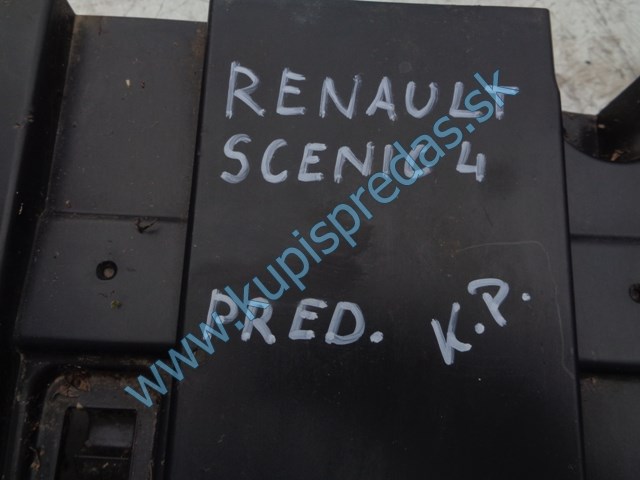 RENAULT
SCENIC 4
PRED. K.P.
www.kupispredas.sk